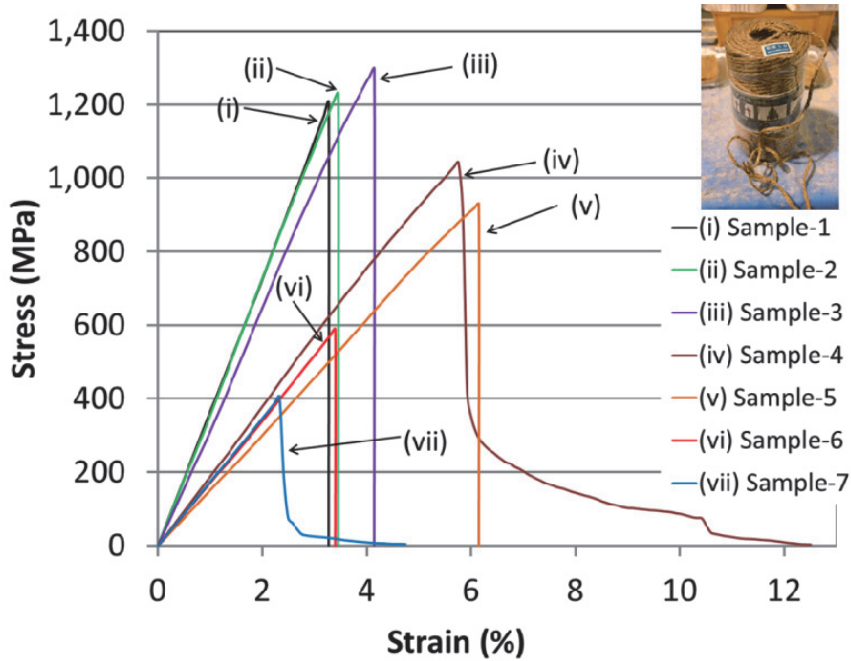 1,400
1,200
1,000
800
600
400
200
0
Stress (MPa)
0
2
4
6
8
10
12
Strain (%)
(i)
(ii)
(iii)
(iv)
(v)
(vi)
(vii)
(i) Sample-1
(ii) Sample-2
(iii) Sample-3
(iv) Sample-4
(v) Sample-5
(vi) Sample-6
(vii) Sample-7